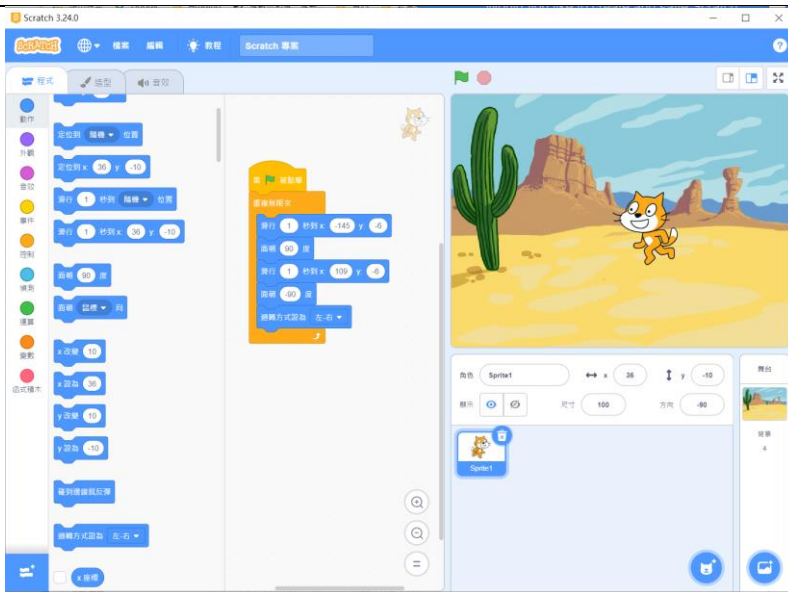 Scratch 3.24.0
SCRATCH 檔案 編輯 教程 Scratch 專案
程式 造型 音效
動作
外觀
音效
事件
控制
偵測
運算
變數
函式積木
定位到 隨機 位置
定位到 x: 36 y: -10
滑行 1 秒到 隨機 位置
滑行 1 秒到 x: 36 y: -10
面朝 90 度
面朝 鼠標 向
x 改變 10
x 設為 36
y 改變 10
y 設為 -10
碰到邊緣就反彈
迴轉方式設為 左-右
x 座標
當 被點擊
重複無限次
滑行 1 秒到 x: -145 y: -6
面朝 90 度
滑行 1 秒到 x: 109 y: -6
面朝 -90 度
迴轉方式設為 左-右
角色 Sprite1 x 36 y -10
顯示 尺寸 100 方向 -90
Sprite1
舞台
背景
4